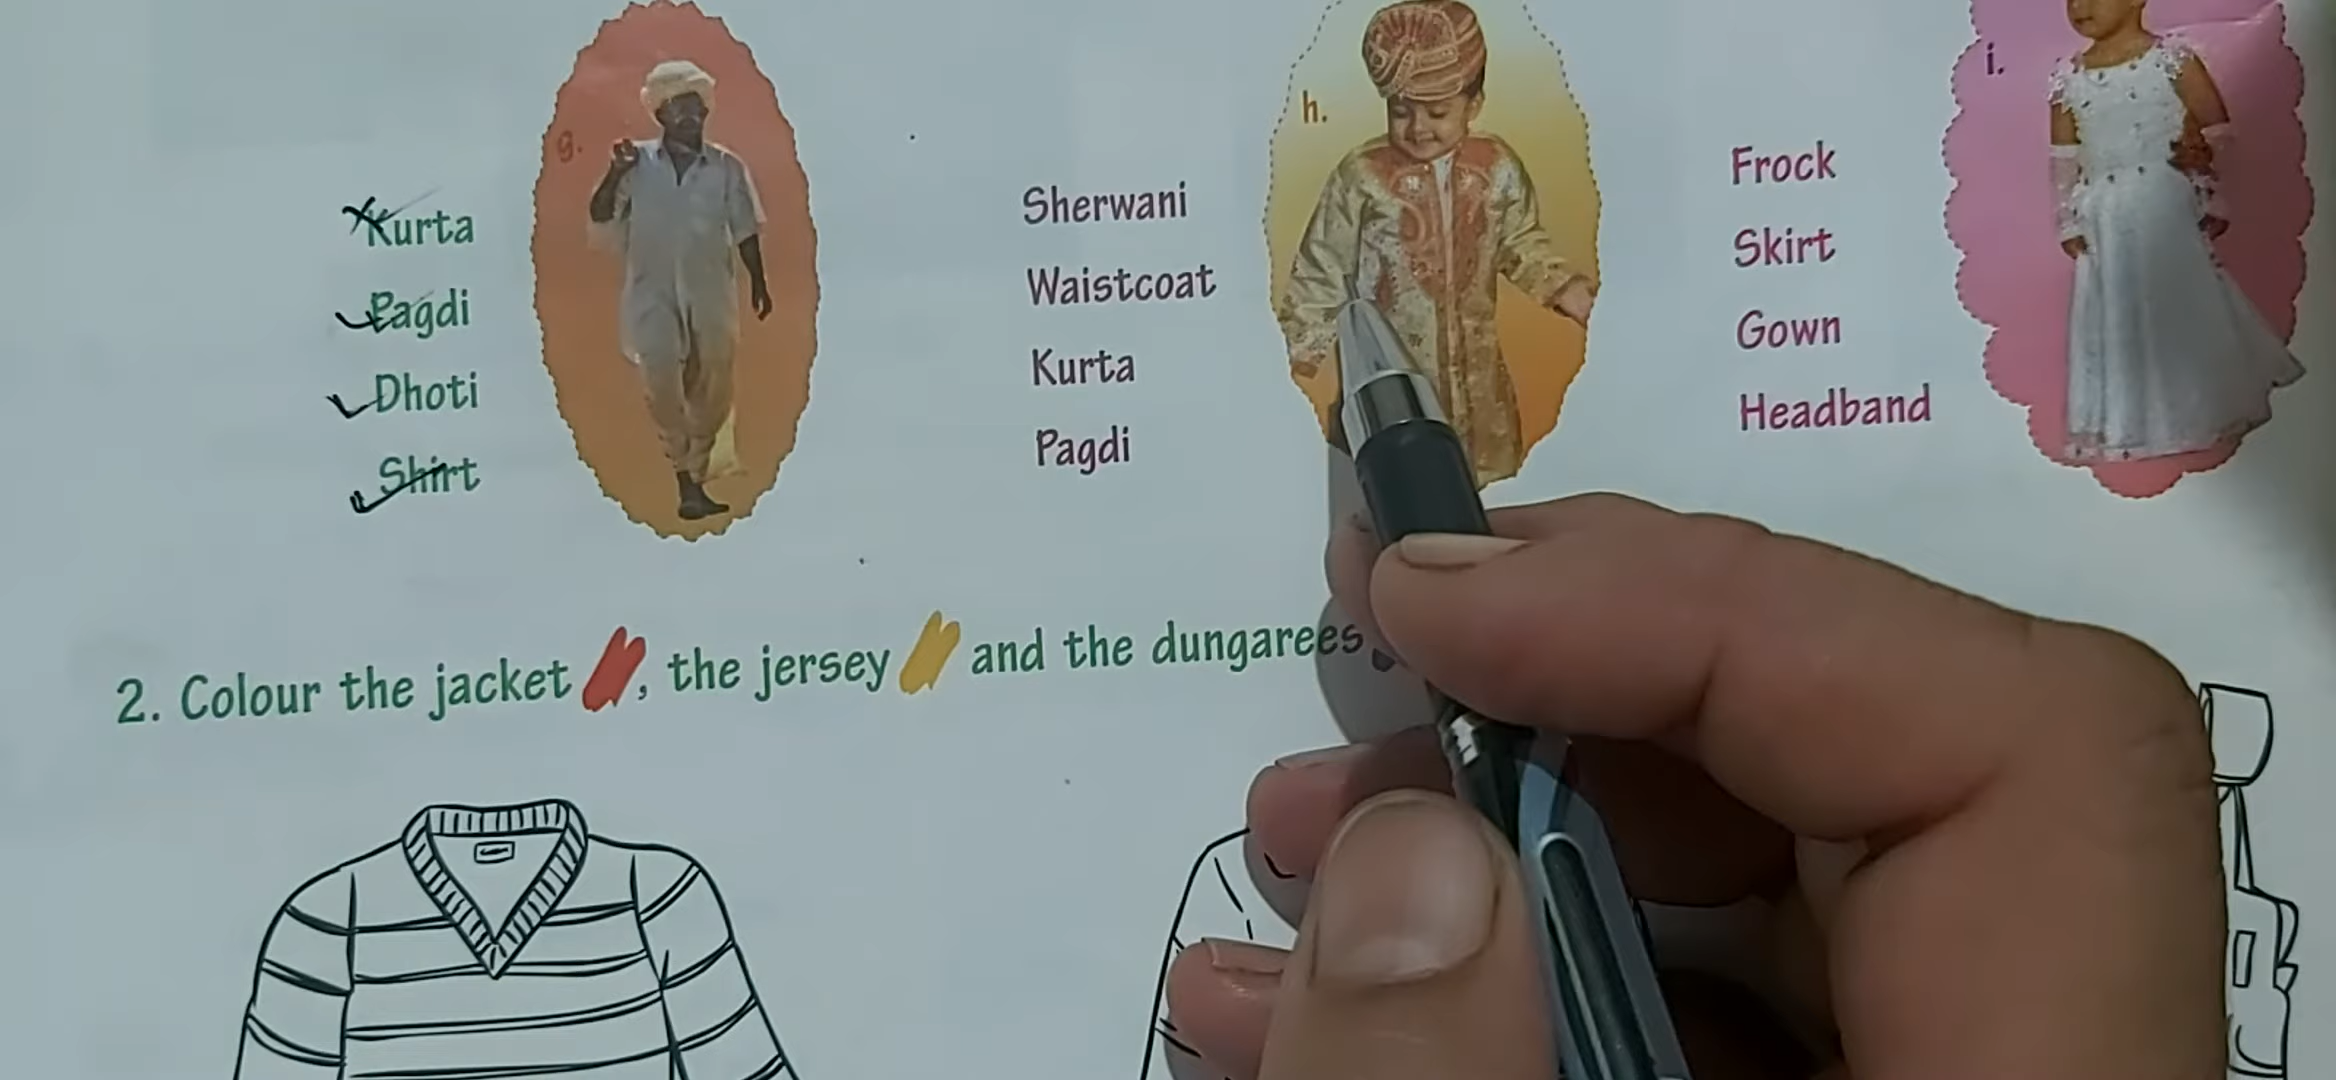 g.
Kurta
Pagdi
Dhoti
Shirt
h.
Sherwani
Waistcoat
Kurta
Pagdi
i.
Frock
Skirt
Gown
Headband
2. Colour the jacket , the jersey and the dungarees